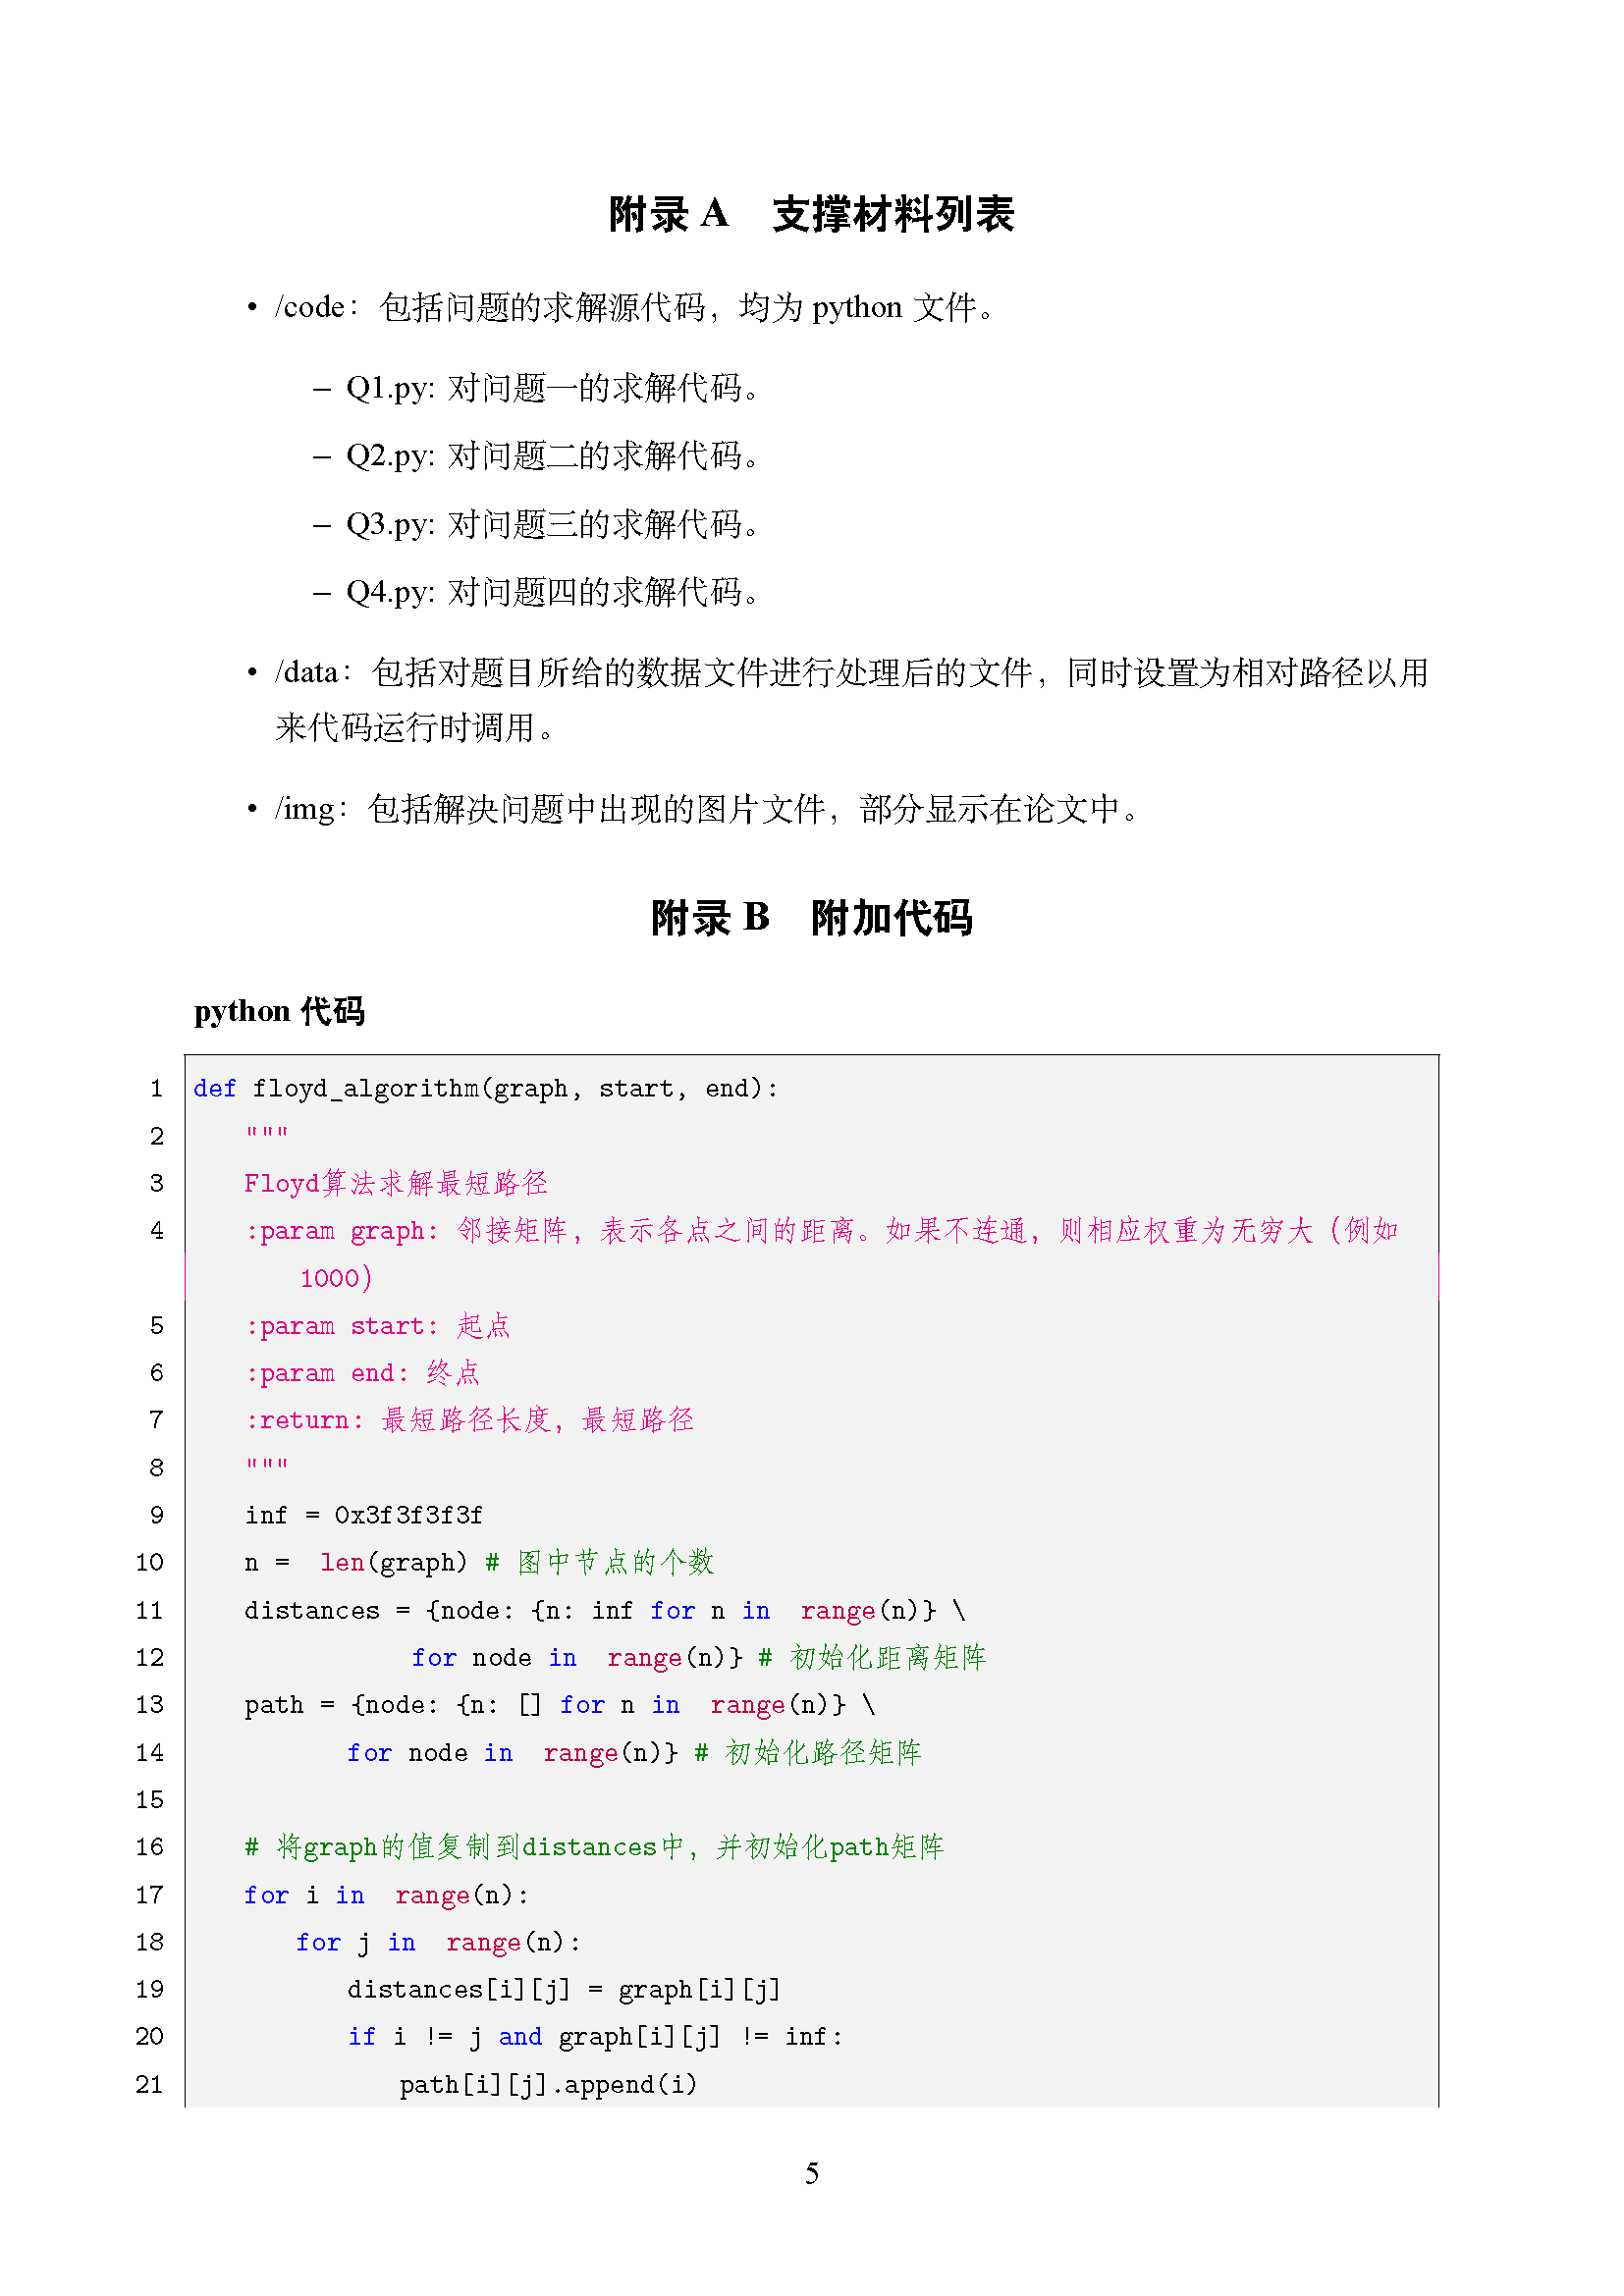 附录 A 支撑材料列表
• /code：包括问题的求解源代码，均为 python 文件。
– Q1.py: 对问题一的求解代码。
– Q2.py: 对问题二的求解代码。
– Q3.py: 对问题三的求解代码。
– Q4.py: 对问题四的求解代码。
• /data：包括对题目所给的数据文件进行处理后的文件，同时设置为相对路径以用
来代码运行时调用。
• /img：包括解决问题中出现的图片文件，部分显示在论文中。
附录 B 附加代码
python 代码
1 def floyd_algorithm(graph, start, end):
2 """
3 Floyd算法求解最短路径
4 :param graph: 邻接矩阵，表示各点之间的距离。如果不连通，则相应权重为无穷大（例如
1000）
5 :param start: 起点
6 :param end: 终点
7 :return: 最短路径长度，最短路径
8 """
9 inf = 0x3f3f3f3f
10 n = len(graph) # 图中节点的个数
11 distances = {node: {n: inf for n in range(n)} \
12 for node in range(n)} # 初始化距离矩阵
13 path = {node: {n: [] for n in range(n)} \
14 for node in range(n)} # 初始化路径矩阵
15
16 # 将graph的值复制到distances中，并初始化path矩阵
17 for i in range(n):
18 for j in range(n):
19 distances[i][j] = graph[i][j]
20 if i != j and graph[i][j] != inf:
21 path[i][j].append(i)
5